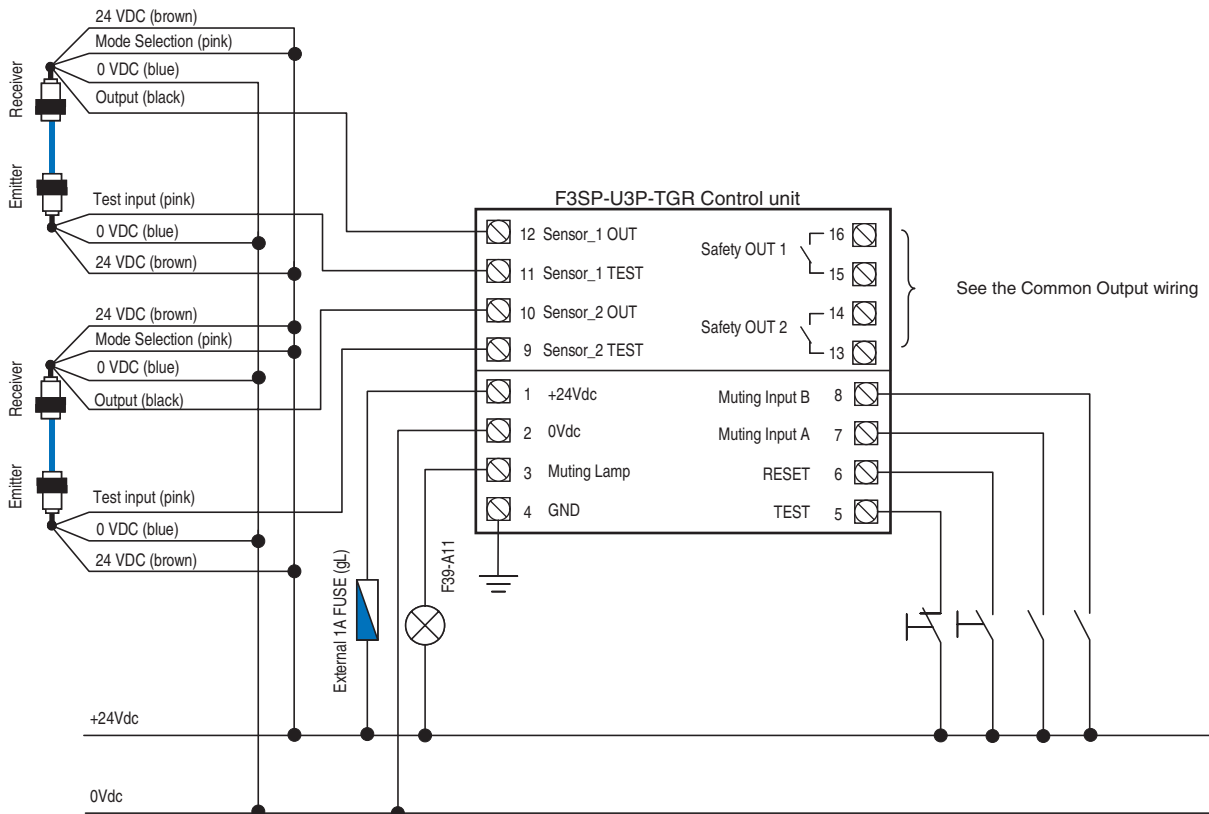 24 VDC (brown)
Mode Selection (pink)
0 VDC (blue)
Output (black)
Receiver
Emitter
Test input (pink)
0 VDC (blue)
24 VDC (brown)
24 VDC (brown)
Mode Selection (pink)
0 VDC (blue)
Output (black)
Receiver
Emitter
Test input (pink)
0 VDC (blue)
24 VDC (brown)
F3SP-U3P-TGR Control unit
12 Sensor_1 OUT
11 Sensor_1 TEST
10 Sensor_2 OUT
9 Sensor_2 TEST
Safety OUT 1
16
15
Safety OUT 2
14
13
See the Common Output wiring
1 +24Vdc
2 0Vdc
3 Muting Lamp
4 GND
Muting Input B 8
Muting Input A 7
RESET 6
TEST 5
External 1A FUSE (gL)
F39-A11
+24Vdc
0Vdc